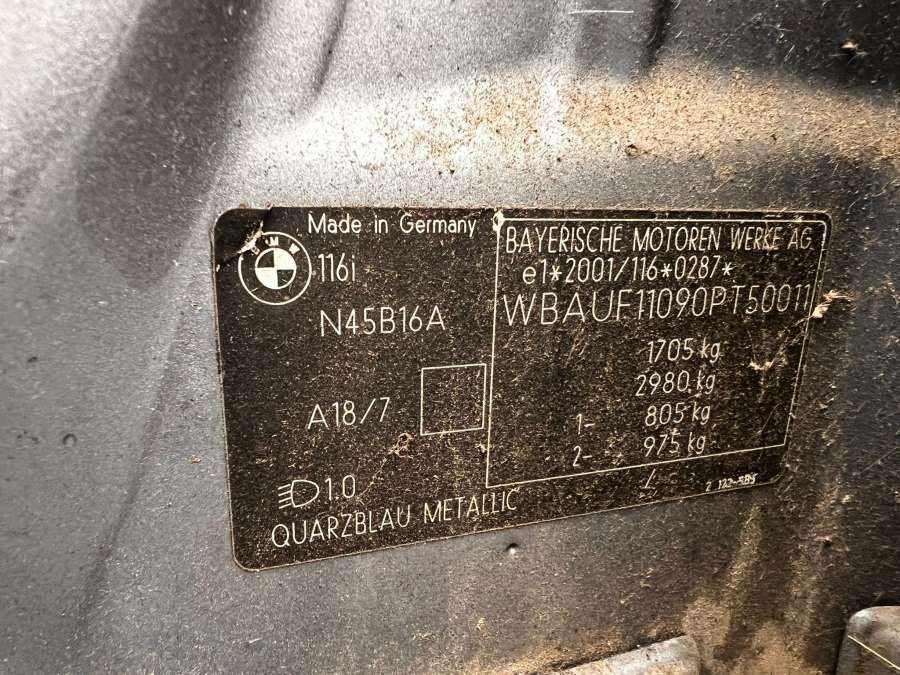 Made in Germany
BMW
116i
N45B16A
A18/7
1.0
QUARZBLAU METALLIC
BAYERISCHE MOTOREN WERKE AG
e1*2001/116*0287*
WBAUF11090PT50011
1705 kg
2980 kg
1- 805 kg
2- 975 kg